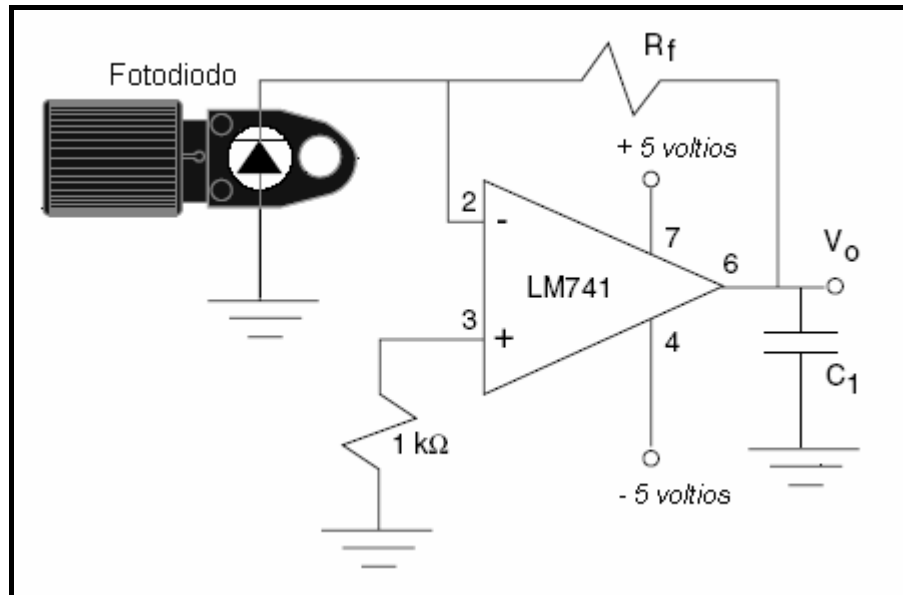 Fotodiodo
Rf
+ 5 voltios
2
-
7
6
Vo
LM741
3
+
4
C1
1 kΩ
- 5 voltios